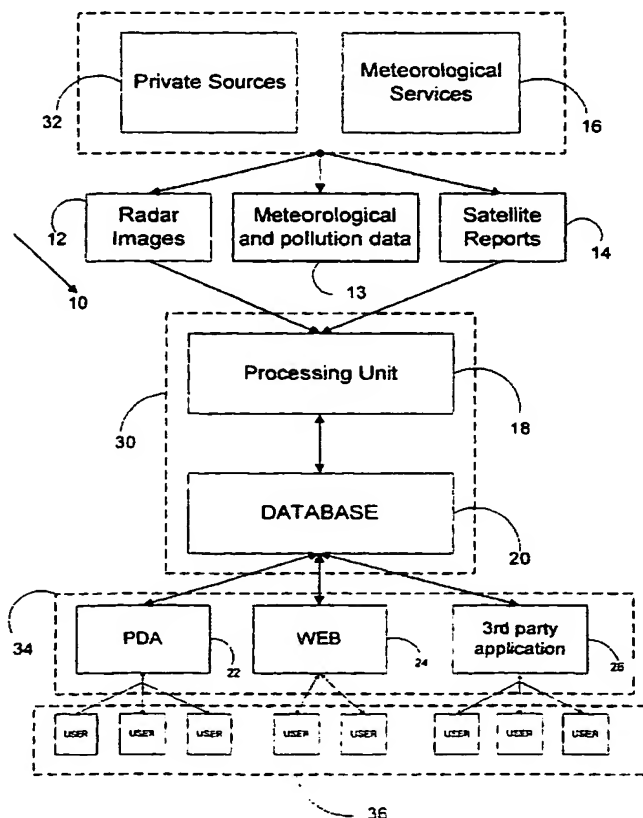 Private Sources
Meteorological
Services
32
16
Radar
Images
Meteorological
and pollution data
Satellite
Reports
12
14
13
10
Processing Unit
18
30
DATABASE
20
34
PDA
22
WEB
24
3rd party
application
26
USER
USER
USER
USER
USER
USER
USER
USER
36